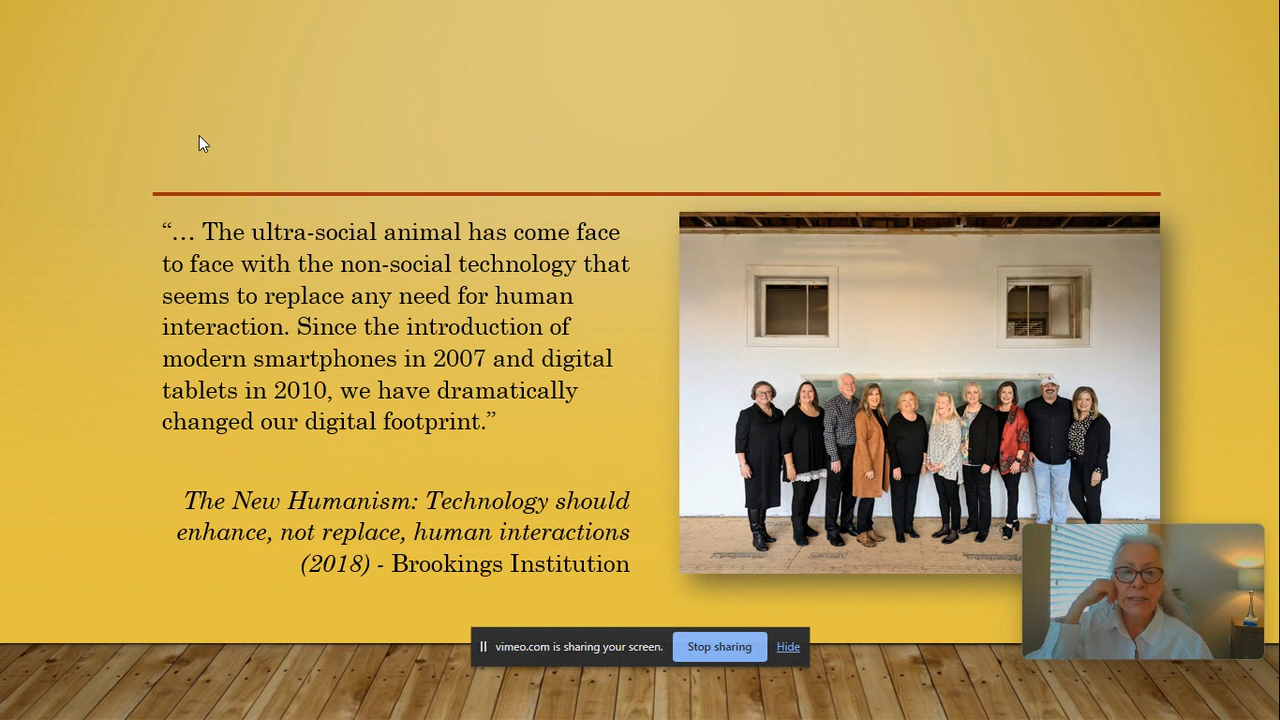 “… The ultra-social animal has come face
to face with the non-social technology that
seems to replace any need for human
interaction. Since the introduction of
modern smartphones in 2007 and digital
tablets in 2010, we have dramatically
changed our digital footprint.”
The New Humanism: Technology should
enhance, not replace, human interactions
(2018) - Brookings Institution
vimeo.com is sharing your screen. Stop sharing Hide